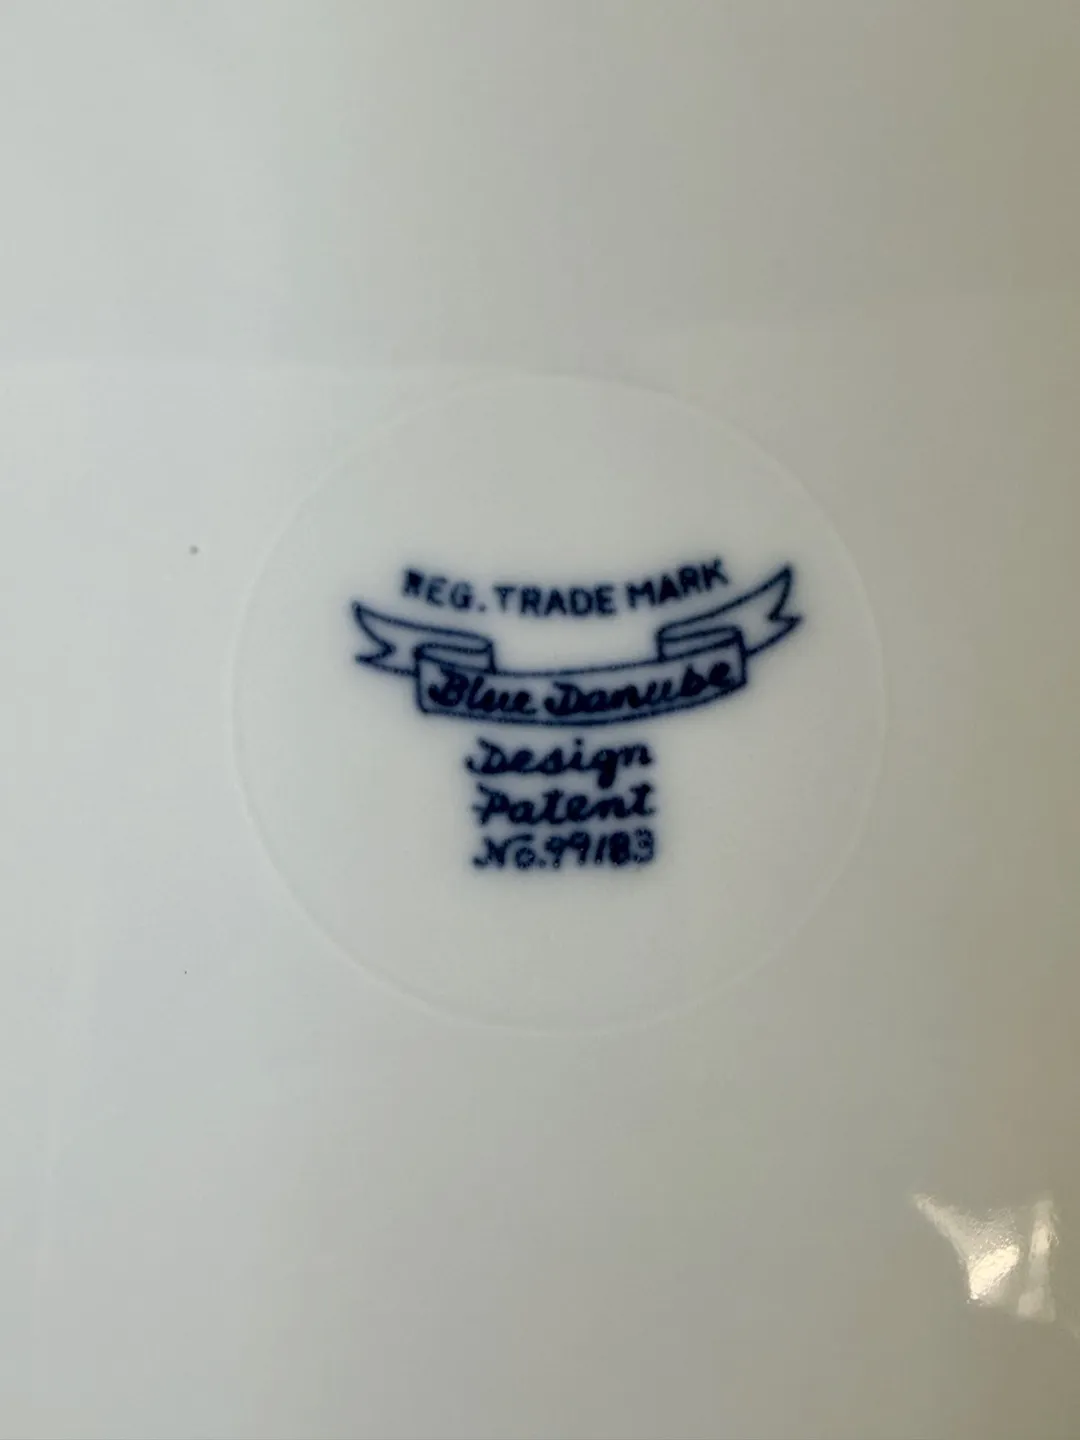 REG. TRADE MARK
Blue Danube
Design
Patent
No. 99183